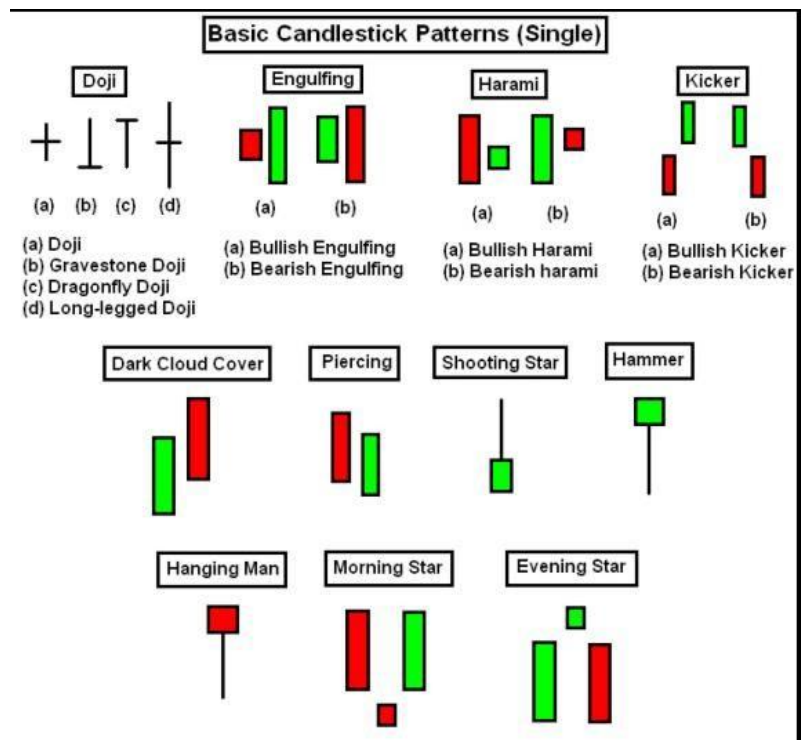 Basic Candlestick Patterns (Single)
Doji
Engulfing
Harami
Kicker
(a) (b) (c) (d)
(a) (b)
(a) (b)
(a) (b)
(a) Doji
(b) Gravestone Doji
(c) Dragonfly Doji
(d) Long-legged Doji
(a) Bullish Engulfing
(b) Bearish Engulfing
(a) Bullish Harami
(b) Bearish harami
(a) Bullish Kicker
(b) Bearish Kicker
Dark Cloud Cover
Piercing
Shooting Star
Hammer
Hanging Man
Morning Star
Evening Star